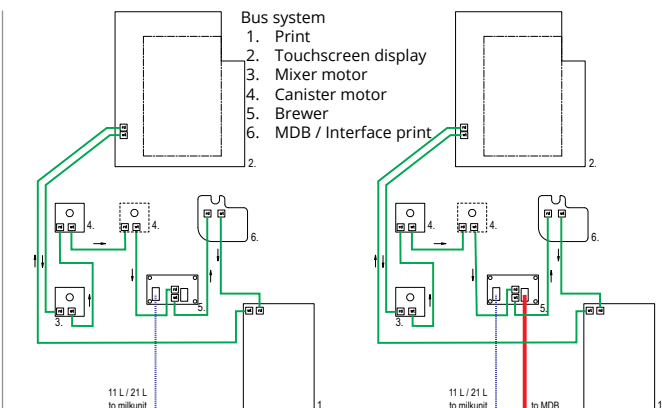 Bus system
1. Print
2. Touchscreen display
3. Mixer motor
4. Canister motor
5. Brewer
6. MDB / Interface print
2.
2.
4.
4.
6.
4.
4.
6.
3.
5.
3.
5.
11 L / 21 L
to milkunit
1.
11 L / 21 L
to milkunit
to MDB
1.